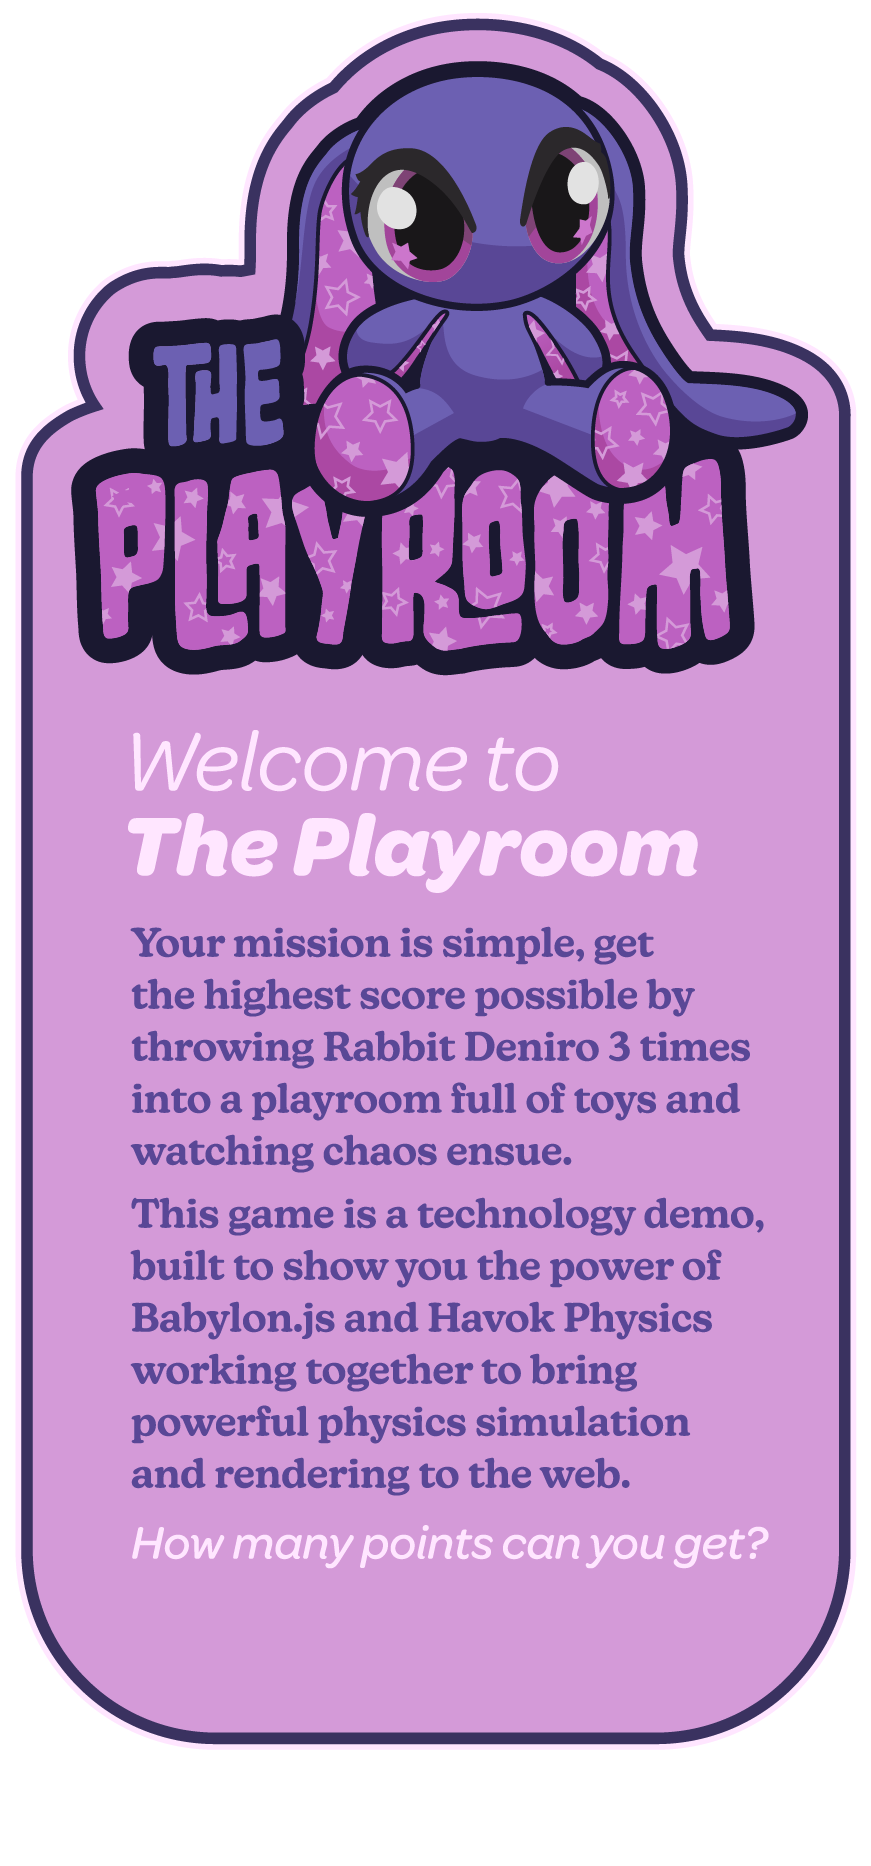 THE
PLAYROOM
Welcome to
The Playroom
Your mission is simple, get
the highest score possible by
throwing Rabbit Deniro 3 times
into a playroom full of toys and
watching chaos ensue.
This game is a technology demo,
built to show you the power of
Babylon.js and Havok Physics
working together to bring
powerful physics simulation
and rendering to the web.
How many points can you get?